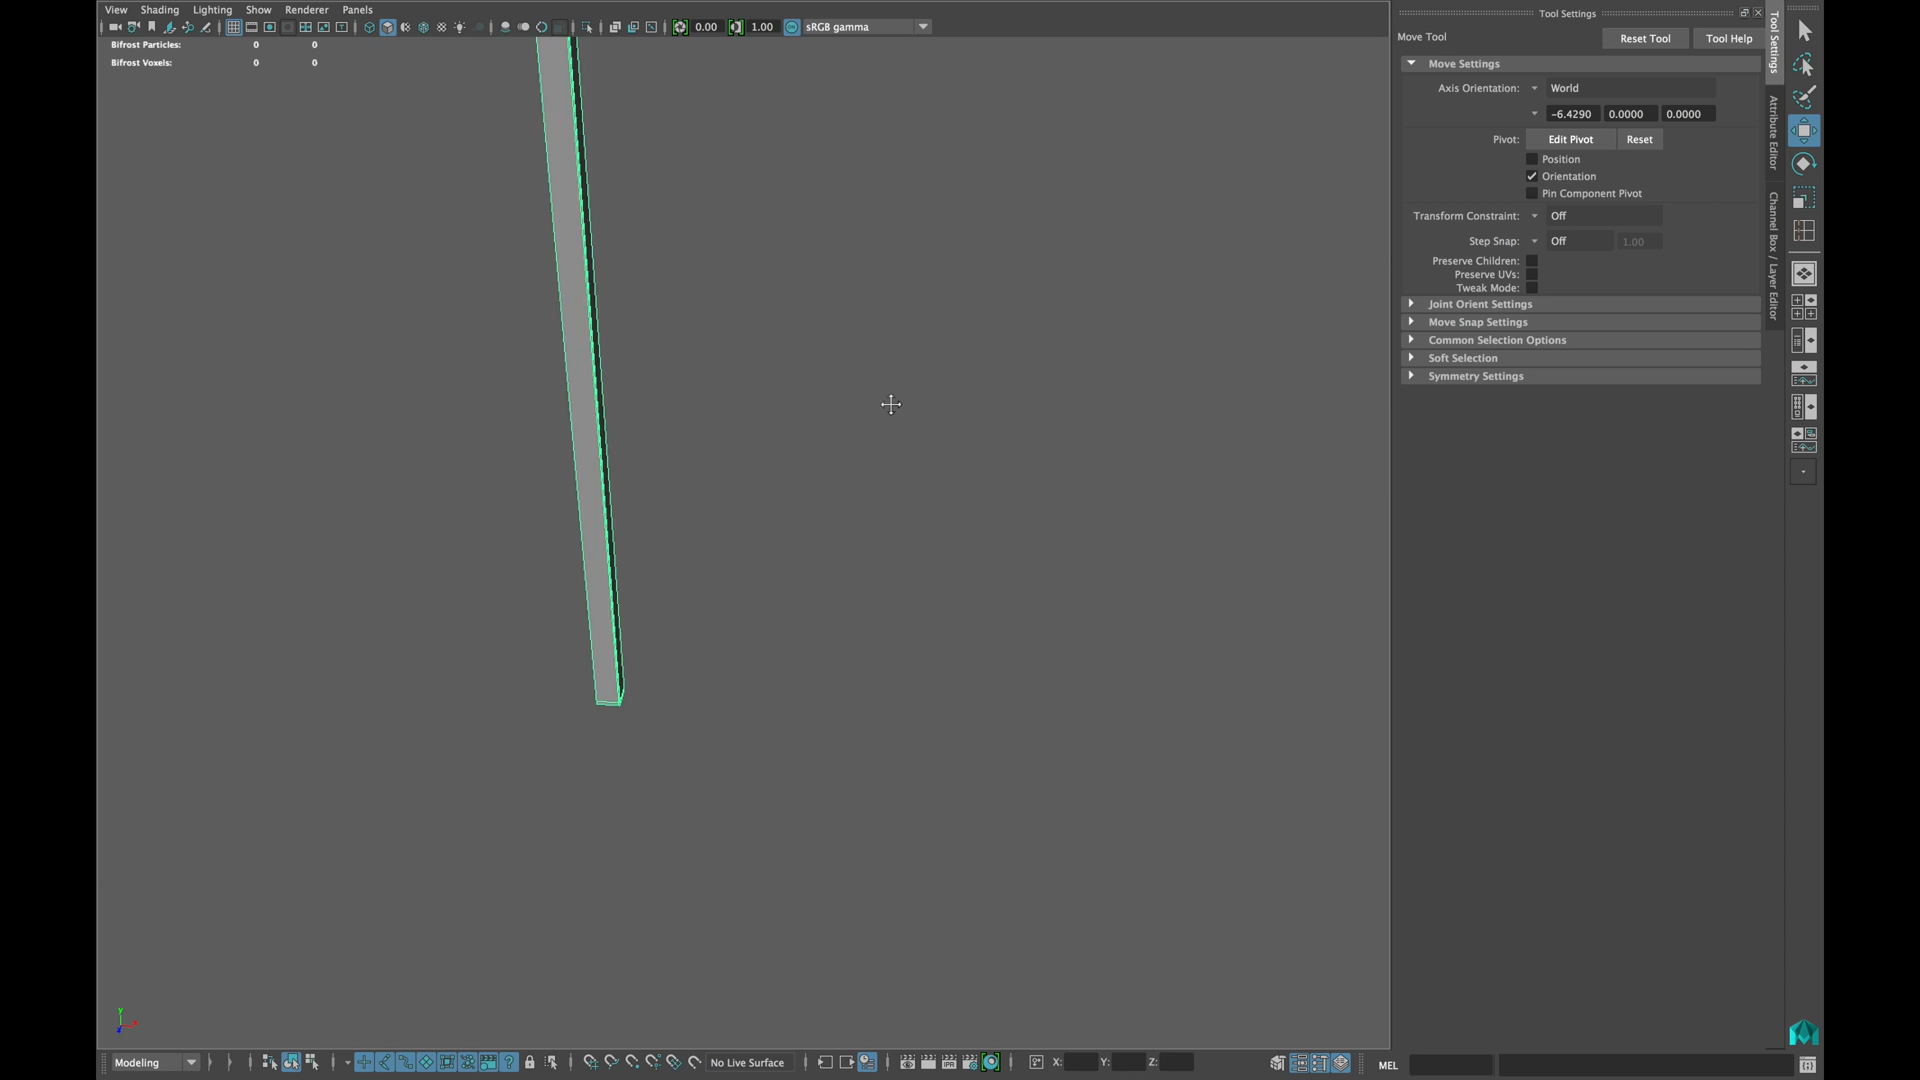 View Shading Lighting Show Renderer Panels
0.00 1.00 sRGB gamma
Bifrost Particles: 0 0
Bifrost Voxels: 0 0
Tool Settings
Move Tool Reset Tool Tool Help
Move Settings
Axis Orientation: World
-6.4290 0.0000 0.0000
Pivot: Edit Pivot Reset
Position
Orientation
Pin Component Pivot
Transform Constraint: Off
Step Snap: Off 1.00
Preserve Children:
Preserve UVs:
Tweak Mode:
Joint Orient Settings
Move Snap Settings
Common Selection Options
Soft Selection
Symmetry Settings
Tool Settings
Attribute Editor
Channel Box / Layer Editor
y
x
z
Modeling No Live Surface X: Y: Z: MEL